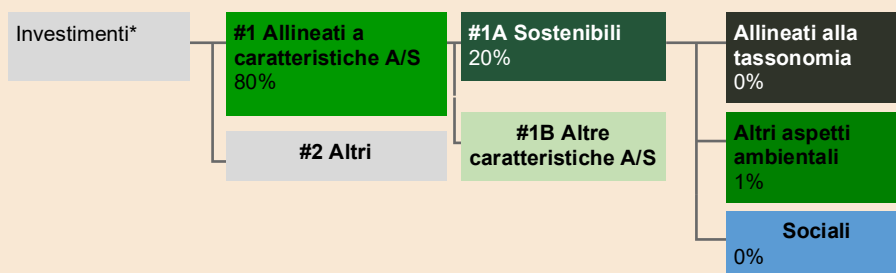 Investimenti*
#1 Allineati a
caratteristiche A/S
80%
#2 Altri
#1A Sostenibili
20%
#1B Altre
caratteristiche A/S
Allineati alla
tassonomia
0%
Altri aspetti
ambientali
1%
Sociali
0%